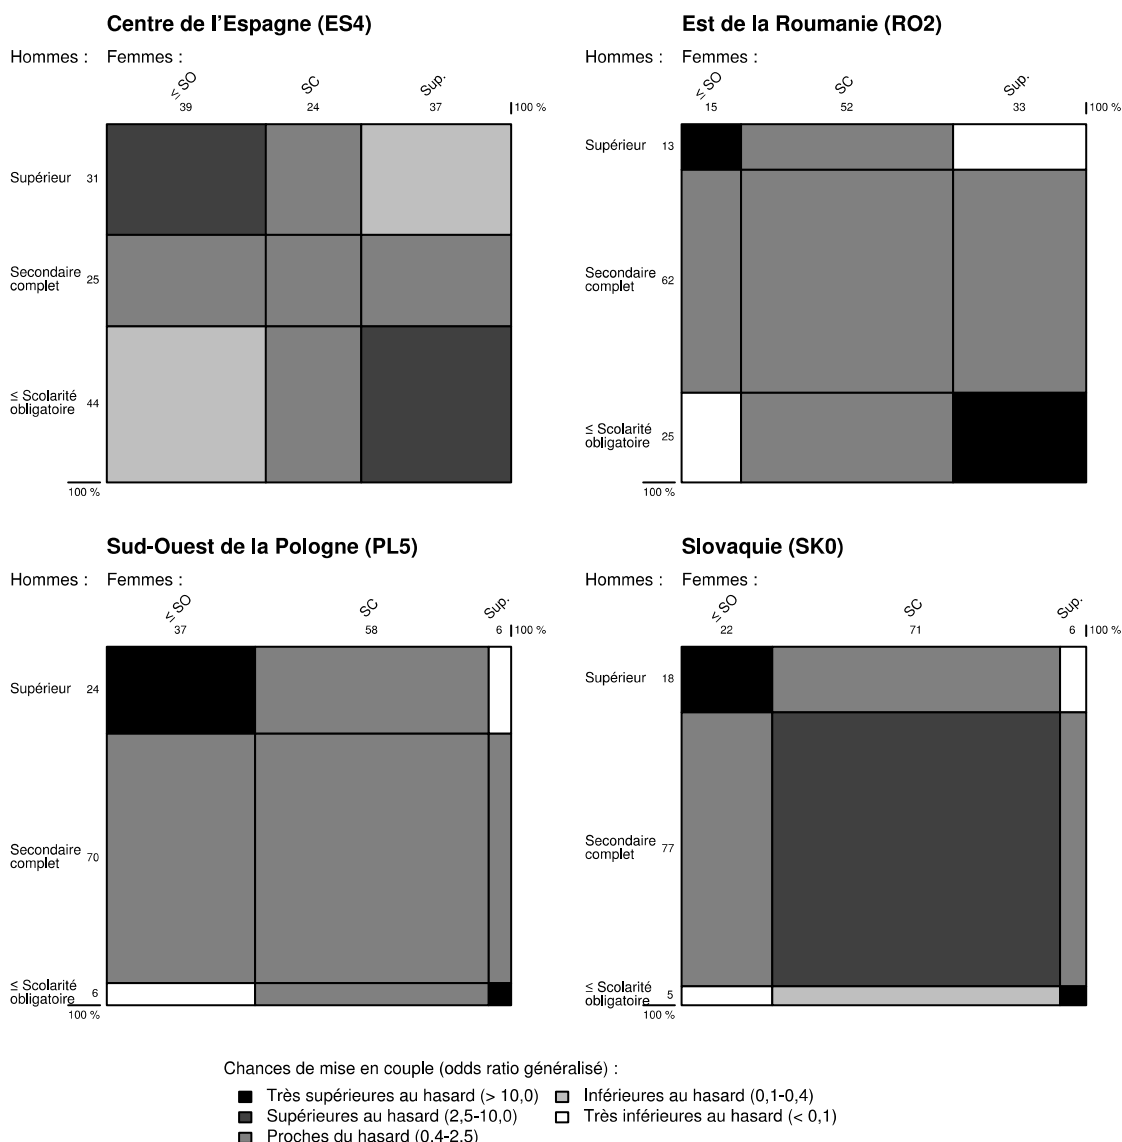 Centre de l'Espagne (ES4)
Hommes : Femmes :
≤ SO SC Sup.
39 24 37 100 %
Supérieur 31
Secondaire
complet 25
≤ Scolarité
obligatoire 44
100 %
Est de la Roumanie (RO2)
Hommes : Femmes :
≤ SO SC Sup.
15 52 33 100 %
Supérieur 13
Secondaire
complet 62
≤ Scolarité
obligatoire 25
100 %
Sud-Ouest de la Pologne (PL5)
Hommes : Femmes :
≤ SO SC Sup.
37 58 6 100 %
Supérieur 24
Secondaire
complet 70
≤ Scolarité
obligatoire 6
100 %
Slovaquie (SK0)
Hommes : Femmes :
≤ SO SC Sup.
22 71 6 100 %
Supérieur 18
Secondaire
complet 77
≤ Scolarité
obligatoire 5
100 %
Chances de mise en couple (odds ratio généralisé) :
Très supérieures au hasard (> 10,0)
Supérieures au hasard (2,5-10,0)
Proches du hasard (0,4-2,5)
Inférieures au hasard (0,1-0,4)
Très inférieures au hasard (< 0,1)